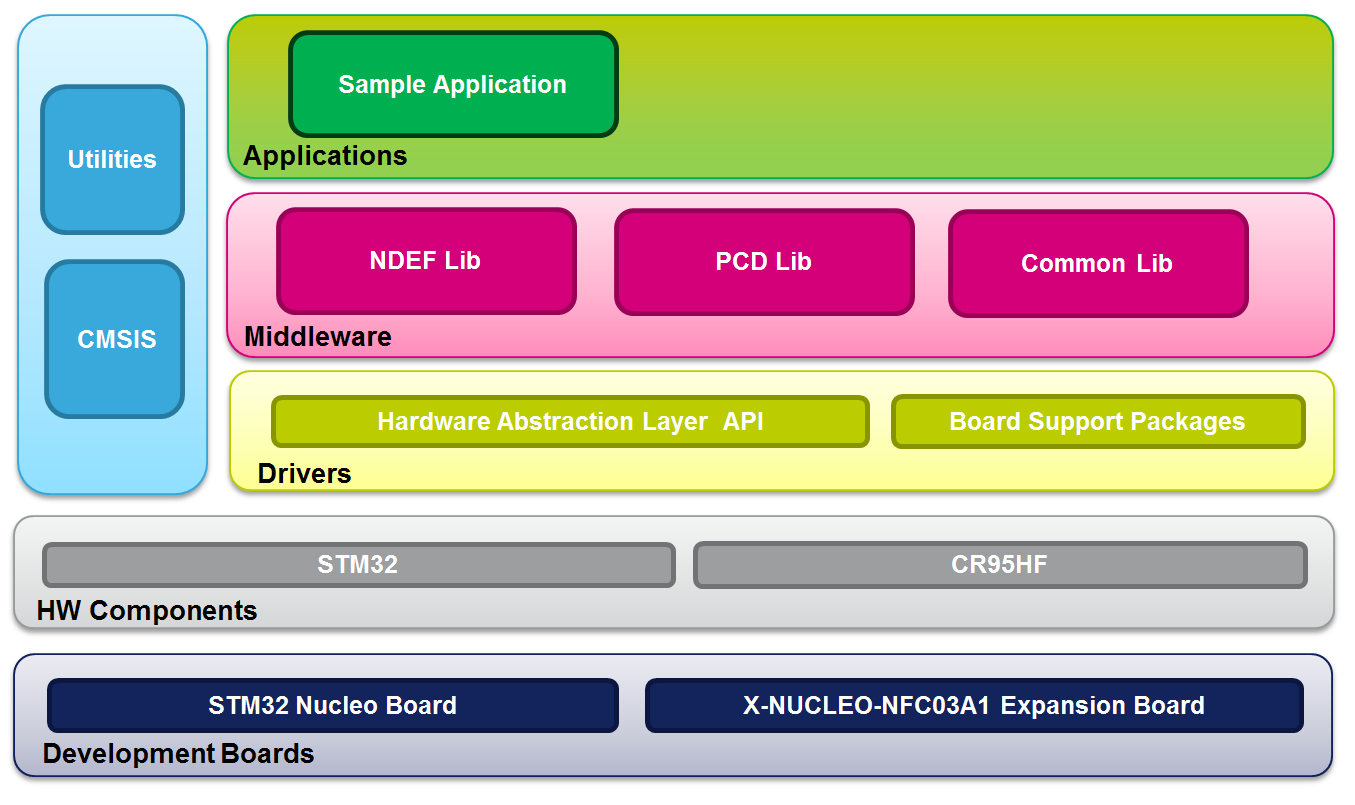 Utilities
CMSIS
Sample Application
Applications
NDEF Lib
PCD Lib
Common Lib
Middleware
Hardware Abstraction Layer API
Board Support Packages
Drivers
STM32
CR95HF
HW Components
STM32 Nucleo Board
X-NUCLEO-NFC03A1 Expansion Board
Development Boards